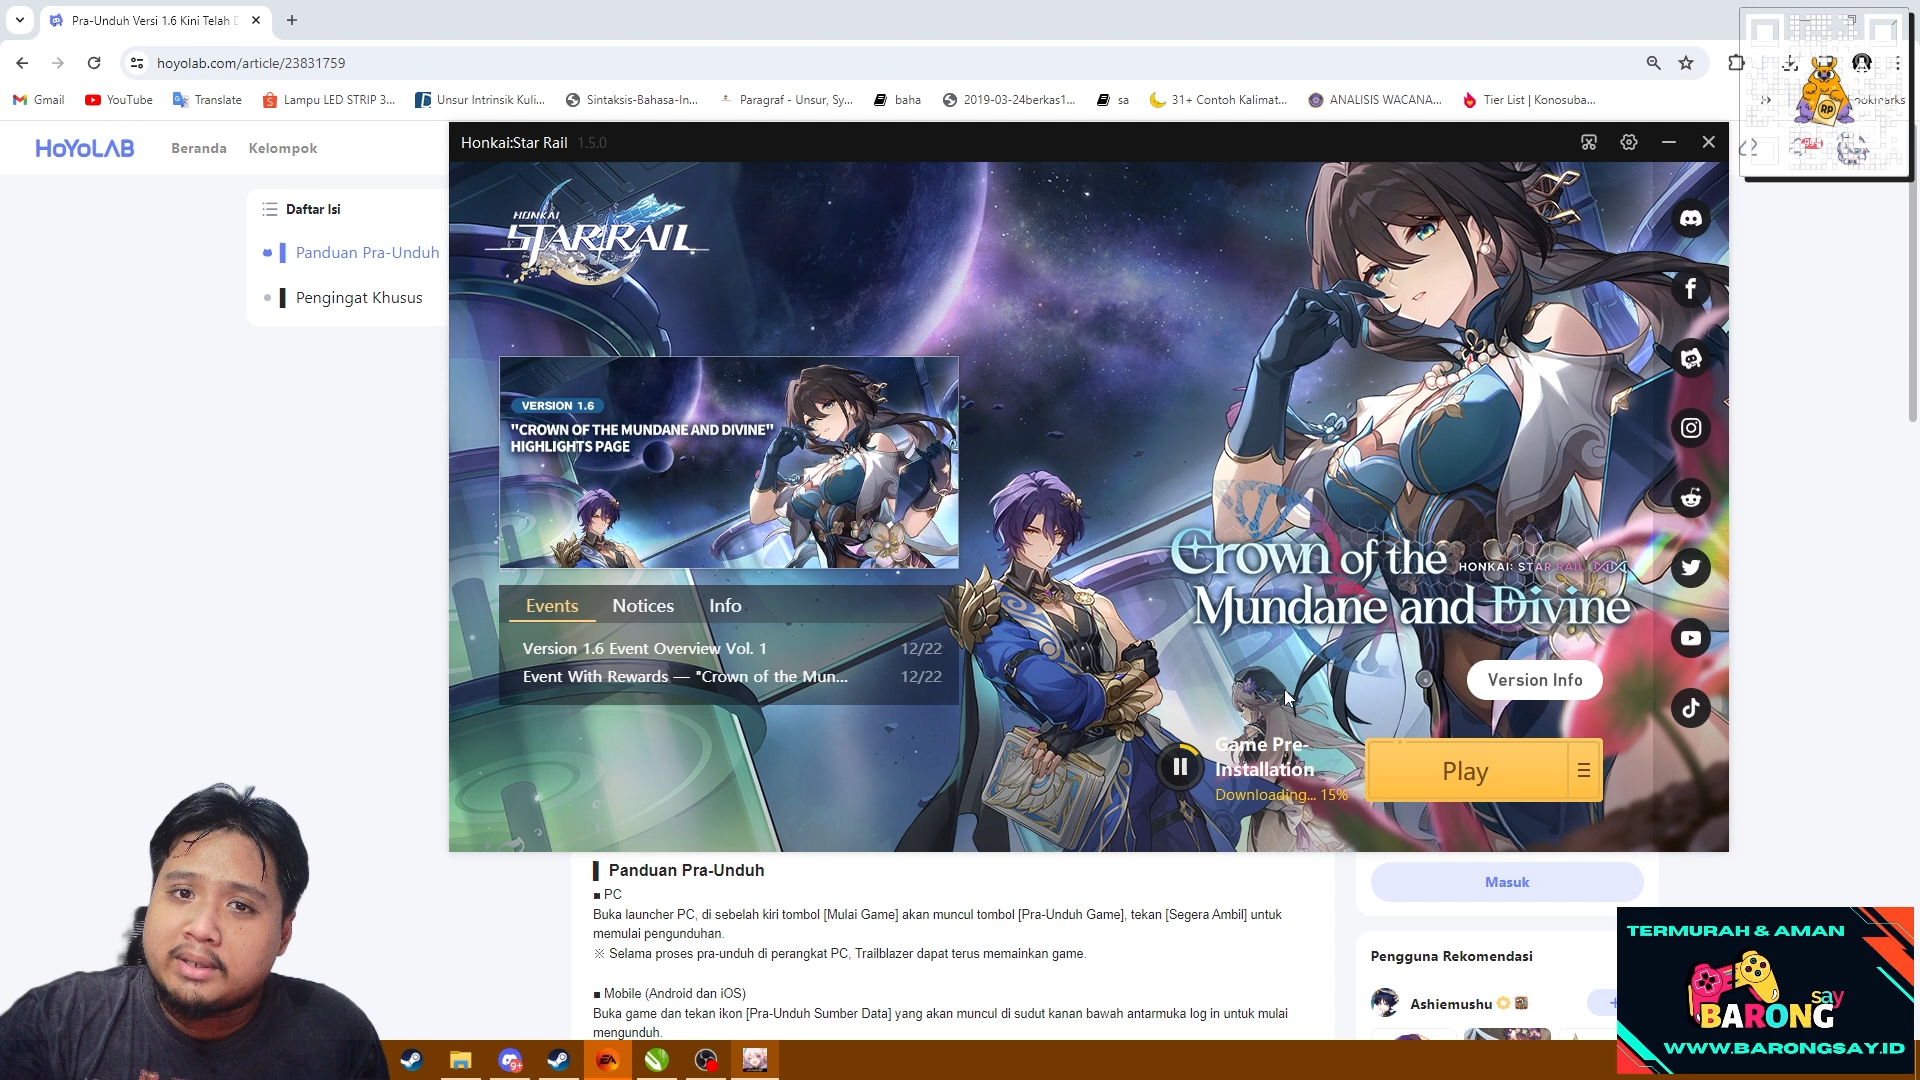 Pra-Unduh Versi 1.6 Kini Telah
hoyolab.com/article/23831759
Gmail
YouTube
Translate
Lampu LED STRIP 3...
Unsur Intrinsik Kuli...
Sintaksis-Bahasa-In...
Paragraf - Unsur, Sy...
baha
2019-03-24berkas1...
sa
31+ Contoh Kalimat...
ANALISIS WACANA...
Tier List | Konosuba...
RP
HoYoLAB
Beranda
Kelompok
Daftar Isi
Panduan Pra-Unduh
Pengingat Khusus
Honkai:Star Rail 1.5.0
HONKAI
STAR RAIL
VERSION 1.6
"CROWN OF THE MUNDANE AND DIVINE"
HIGHLIGHTS PAGE
Events Notices Info
Version 1.6 Event Overview Vol. 1 12/22
Event With Rewards — "Crown of the Mun... 12/22
Crown of the
HONKAI: STAR RAIL
Mundane and Divine
Version Info
Game Pre-
Installation
Downloading... 15%
Play
Panduan Pra-Unduh
■ PC
Buka launcher PC, di sebelah kiri tombol [Mulai Game] akan muncul tombol [Pra-Unduh Game], tekan [Segera Ambil] untuk
memulai pengunduhan.
※ Selama proses pra-unduh di perangkat PC, Trailblazer dapat terus memainkan game.
■ Mobile (Android dan iOS)
Buka game dan tekan ikon [Pra-Unduh Sumber Data] yang akan muncul di sudut kanan bawah antarmuka log in untuk mulai
mengunduh.
Masuk
Pengguna Rekomendasi
Ashiemushu
TERMURAH & AMAN
say
BARONG
WWW.BARONGSAY.ID
EA
9+